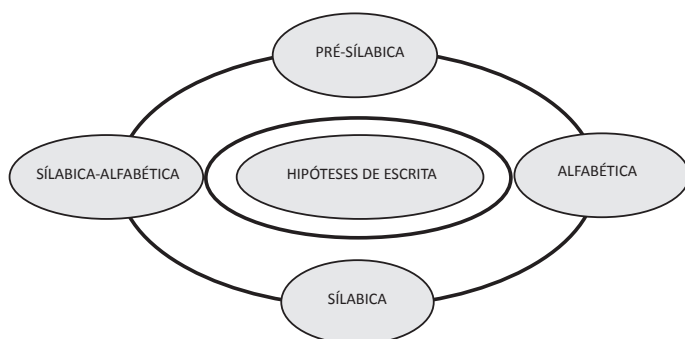 PRÉ-SÍLABICA
SÍLABICA-ALFABÉTICA
HIPÓTESES DE ESCRITA
ALFABÉTICA
SÍLABICA